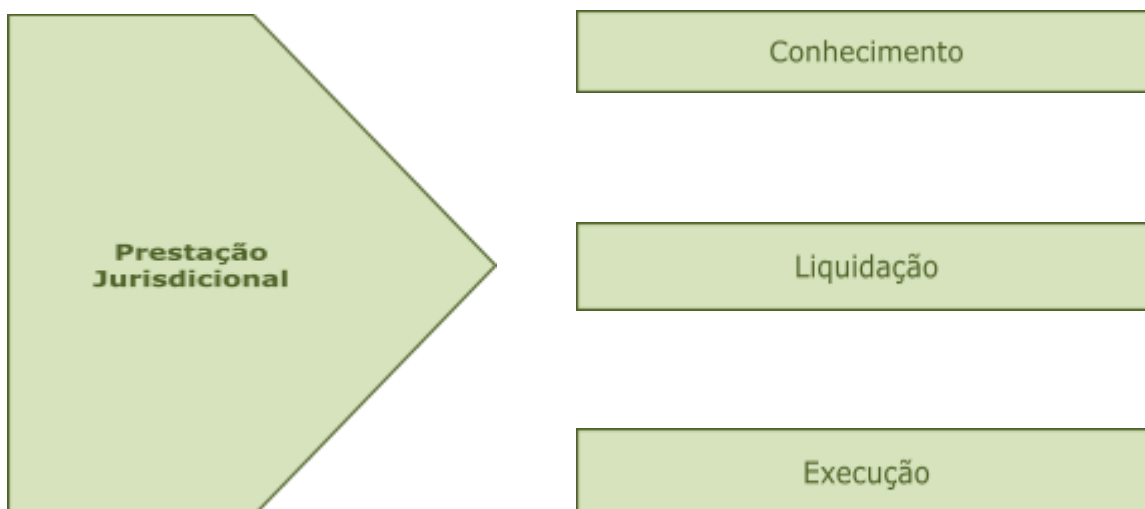 Prestação
Jurisdicional
Conhecimento
Liquidação
Execução